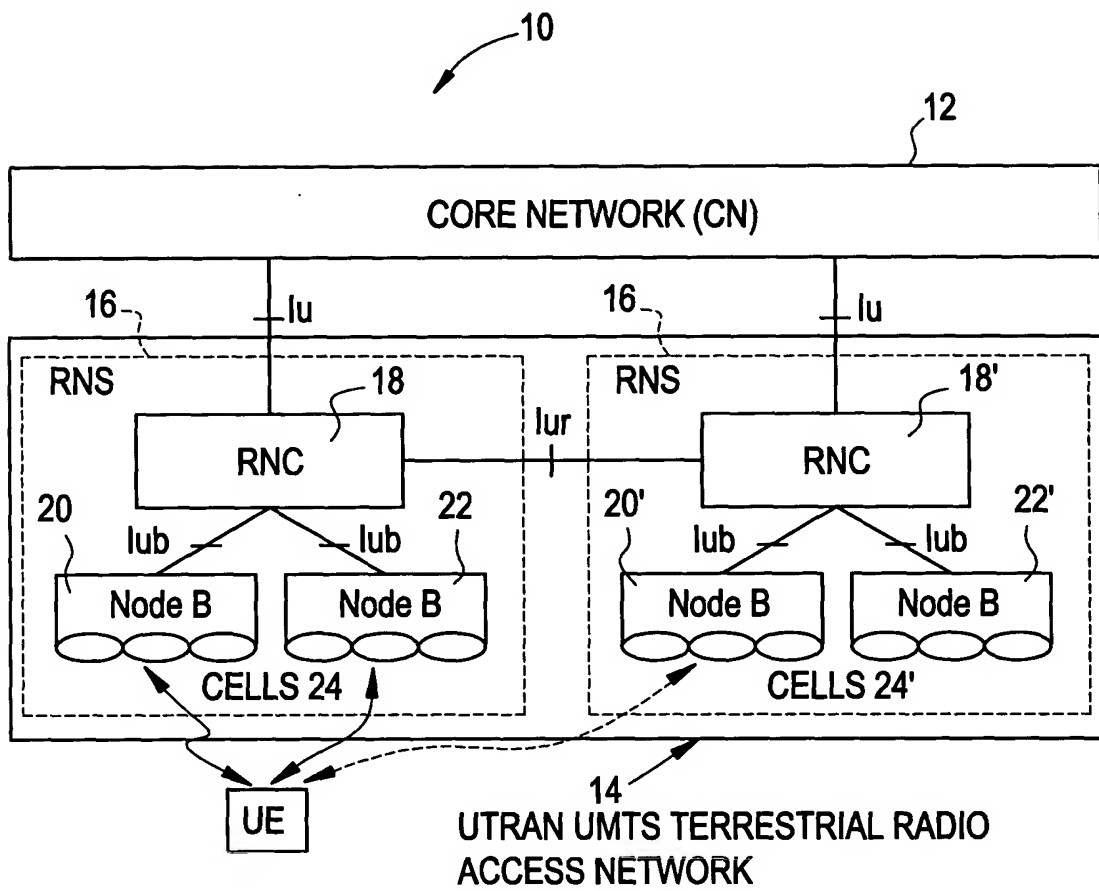 10
12
CORE NETWORK (CN)
16
Iu
16
Iu
RNS
18
RNC
Iur
RNS
18'
RNC
20
Iub
Iub
22
20'
Iub
Iub
22'
Node B
Node B
Node B
Node B
CELLS 24
CELLS 24'
UE
14
UTRAN UMTS TERRESTRIAL RADIO
ACCESS NETWORK